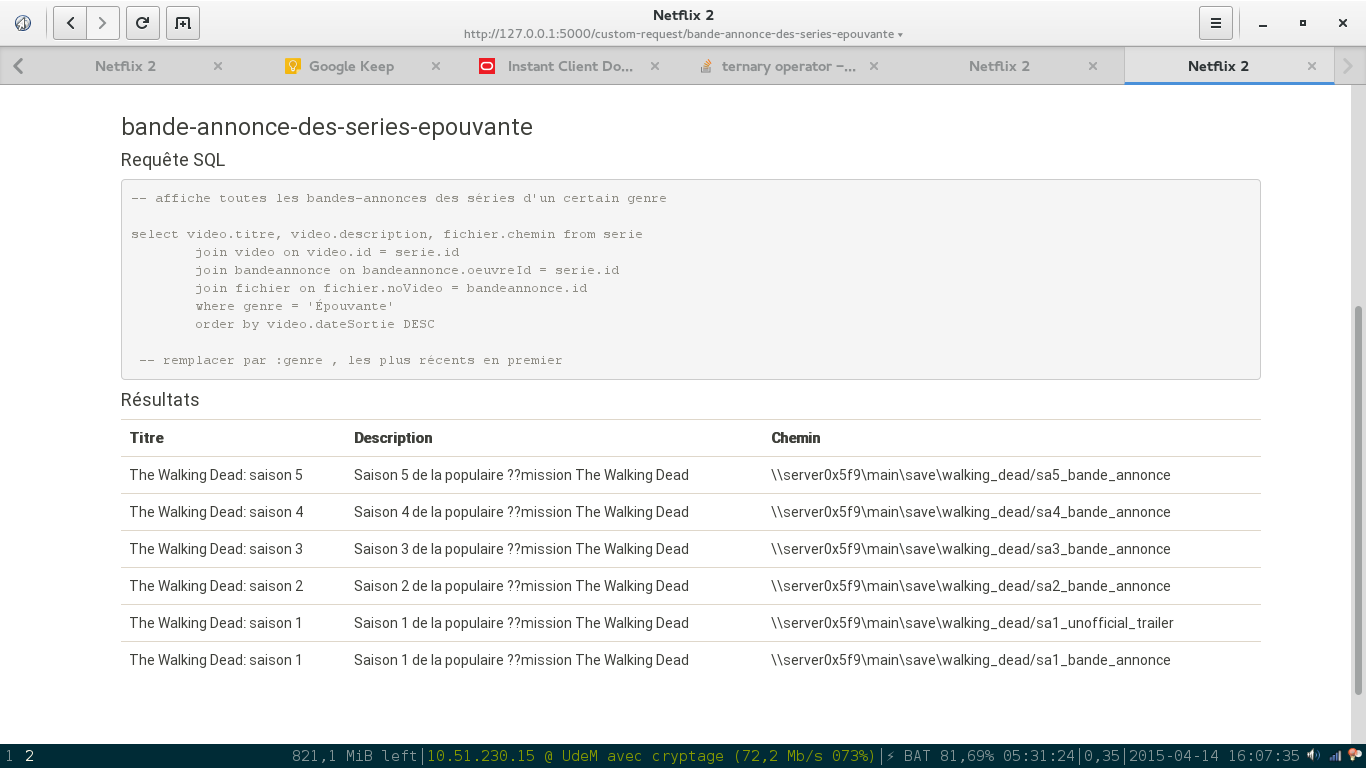 Netflix 2
http://127.0.0.1:5000/custom-request/bande-annonce-des-series-epouvante
Netflix 2 Google Keep Instant Client Do... ternary operator –... Netflix 2 Netflix 2
bande-annonce-des-series-epouvante
Requête SQL
-- affiche toutes les bandes-annonces des séries d'un certain genre
select video.titre, video.description, fichier.chemin from serie
join video on video.id = serie.id
join bandeannonce on bandeannonce.oeuvreId = serie.id
join fichier on fichier.noVideo = bandeannonce.id
where genre = 'Épouvante'
order by video.dateSortie DESC
-- remplacer par :genre , les plus récents en premier
Résultats
Titre Description Chemin
The Walking Dead: saison 5 Saison 5 de la populaire ??mission The Walking Dead \\server0x5f9\main\save\walking_dead/sa5_bande_annonce
The Walking Dead: saison 4 Saison 4 de la populaire ??mission The Walking Dead \\server0x5f9\main\save\walking_dead/sa4_bande_annonce
The Walking Dead: saison 3 Saison 3 de la populaire ??mission The Walking Dead \\server0x5f9\main\save\walking_dead/sa3_bande_annonce
The Walking Dead: saison 2 Saison 2 de la populaire ??mission The Walking Dead \\server0x5f9\main\save\walking_dead/sa2_bande_annonce
The Walking Dead: saison 1 Saison 1 de la populaire ??mission The Walking Dead \\server0x5f9\main\save\walking_dead/sa1_unofficial_trailer
The Walking Dead: saison 1 Saison 1 de la populaire ??mission The Walking Dead \\server0x5f9\main\save\walking_dead/sa1_bande_annonce
1 2 821,1 MiB left|10.51.230.15 @ UdeM avec cryptage (72,2 Mb/s 073%)|⚡ BAT 81,69% 05:31:24|0,35|2015-04-14 16:07:35